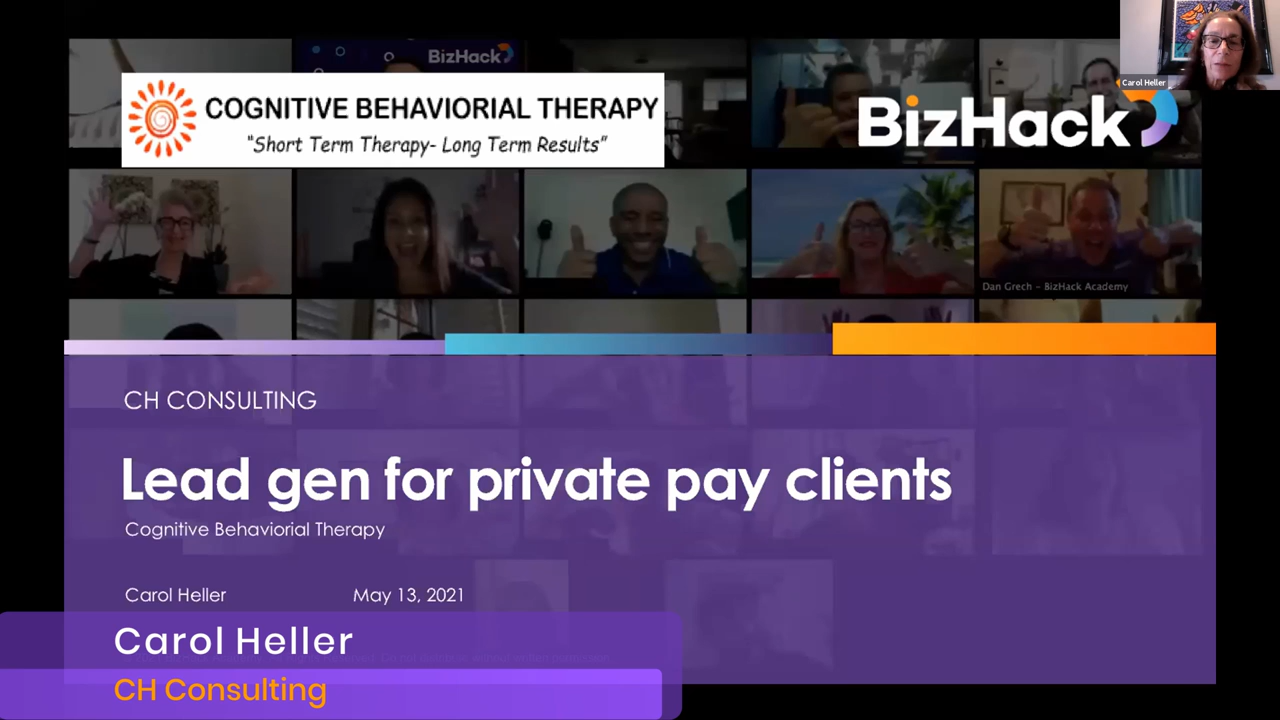 BizHack
Carol Heller
COGNITIVE BEHAVIORIAL THERAPY
"Short Term Therapy- Long Term Results"
BizHack
Dan Grech - BizHack Academy
CH CONSULTING
Lead gen for private pay clients
Cognitive Behaviorial Therapy
Carol Heller May 13, 2021
Carol Heller
CH Consulting